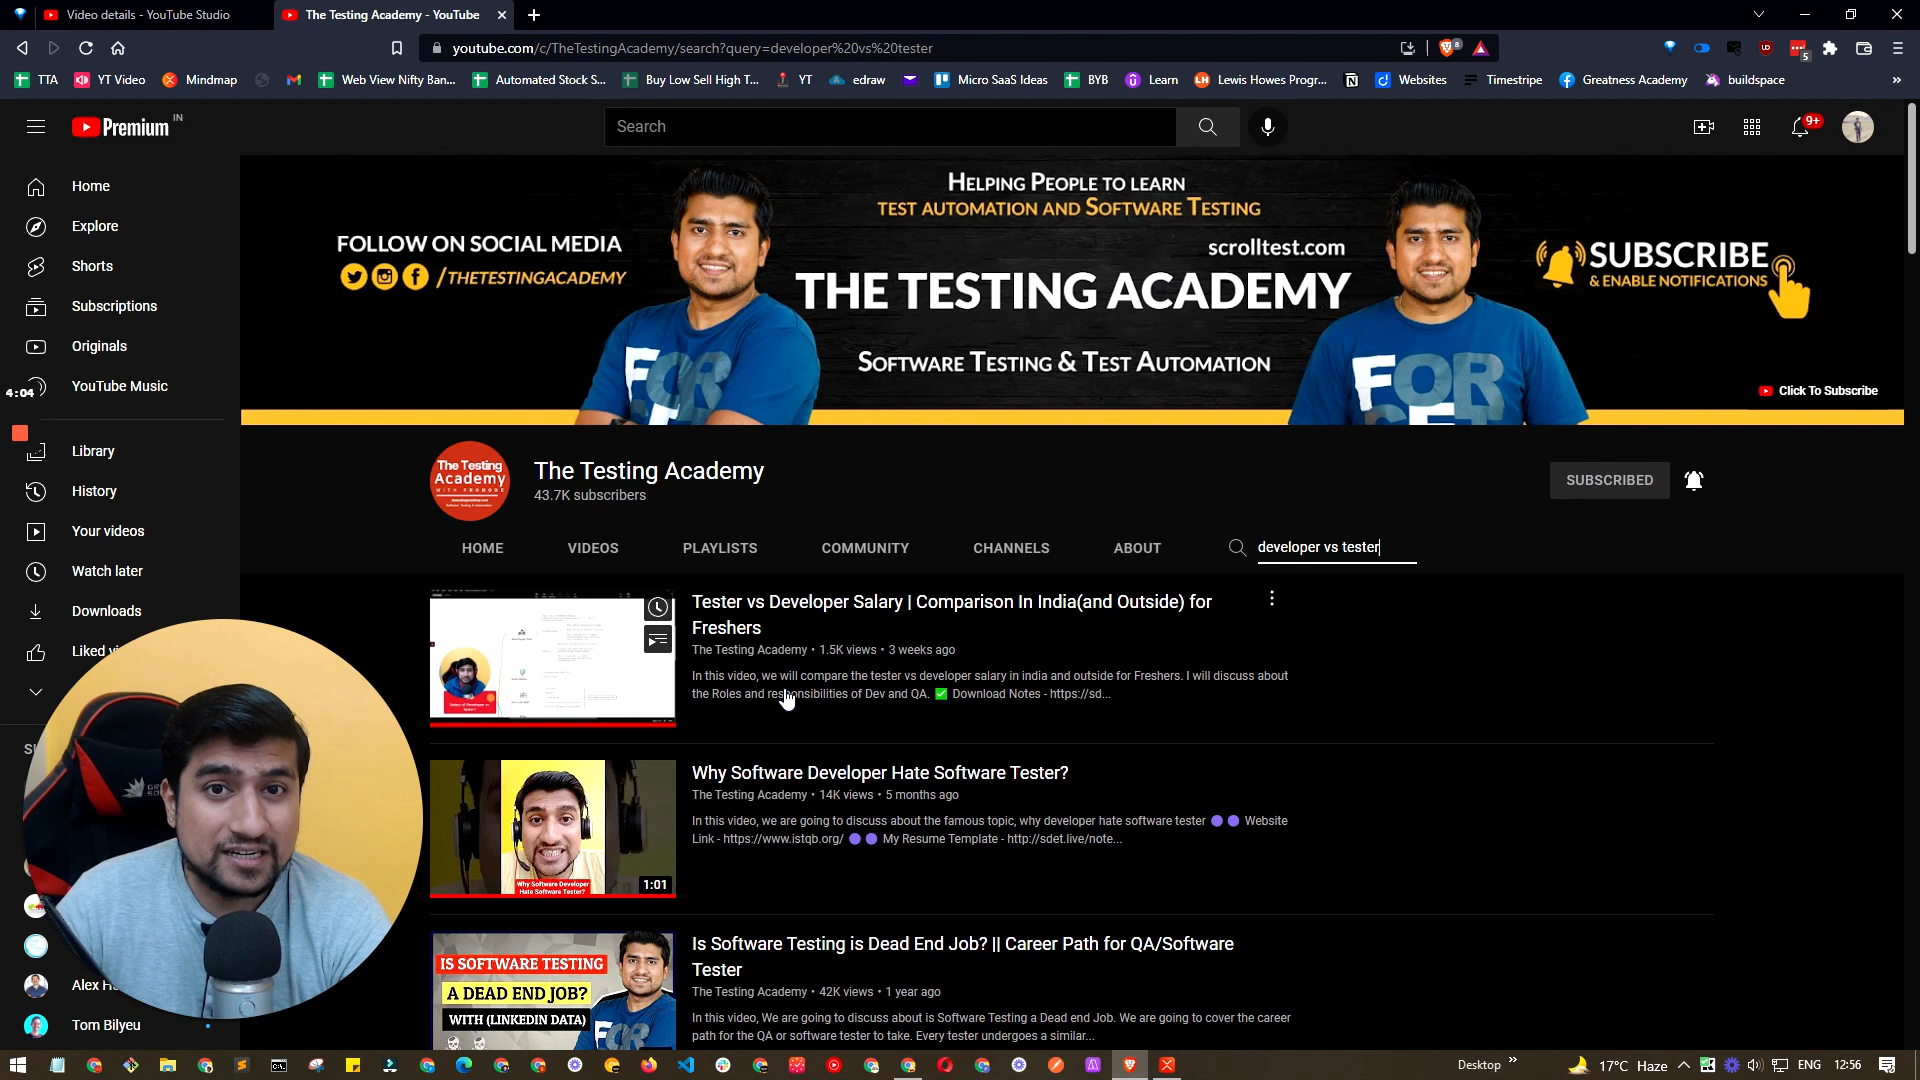 Video details - YouTube Studio
The Testing Academy - YouTube
youtube.com/c/TheTestingAcademy/search?query=developer%20vs%20tester
8
5
TTA
YT Video
Mindmap
Web View Nifty Ban...
Automated Stock S...
Buy Low Sell High T...
YT
edraw
Micro SaaS Ideas
BYB
Learn
Lewis Howes Progr...
Websites
Timestripe
Greatness Academy
buildspace
Premium IN
Search
9+
Home
Explore
Shorts
Subscriptions
Originals
YouTube Music
4:04
Library
History
Your videos
Watch later
Downloads
Tom Bilyeu
FOLLOW ON SOCIAL MEDIA
/THETESTINGACADEMY
HELPING PEOPLE TO LEARN
TEST AUTOMATION AND SOFTWARE TESTING
scrolltest.com
THE TESTING ACADEMY
SOFTWARE TESTING & TEST AUTOMATION
SUBSCRIBE
& ENABLE NOTIFICATIONS
Click To Subscribe
The Testing
Academy
WITH PRAMODE
The Testing Academy
43.7K subscribers
SUBSCRIBED
HOME
VIDEOS
PLAYLISTS
COMMUNITY
CHANNELS
ABOUT
developer vs tester
Tester vs Developer Salary | Comparison In India(and Outside) for
Freshers
The Testing Academy • 1.5K views • 3 weeks ago
In this video, we will compare the tester vs developer salary in india and outside for Freshers. I will discuss about
the Roles and responsibilities of Dev and QA. ✅ Download Notes - https://sd...
Why Software Developer
Hate Software Tester?
1:01
Why Software Developer Hate Software Tester?
The Testing Academy • 14K views • 5 months ago
In this video, we are going to discuss about the famous topic, why developer hate software tester 🟣🟣 Website
Link - https://www.istqb.org/ 🟣🟣 My Resume Template - http://sdet.live/note...
IS SOFTWARE TESTING
A DEAD END JOB?
WITH (LINKEDIN DATA)
Is Software Testing is Dead End Job? || Career Path for QA/Software
Tester
The Testing Academy • 42K views • 1 year ago
In this video, We are going to discuss about is Software Testing a Dead end Job. We are going to cover the career
path for the QA or software tester to take. Every tester undergoes a similar...
Desktop
17°C Haze
ENG
12:56